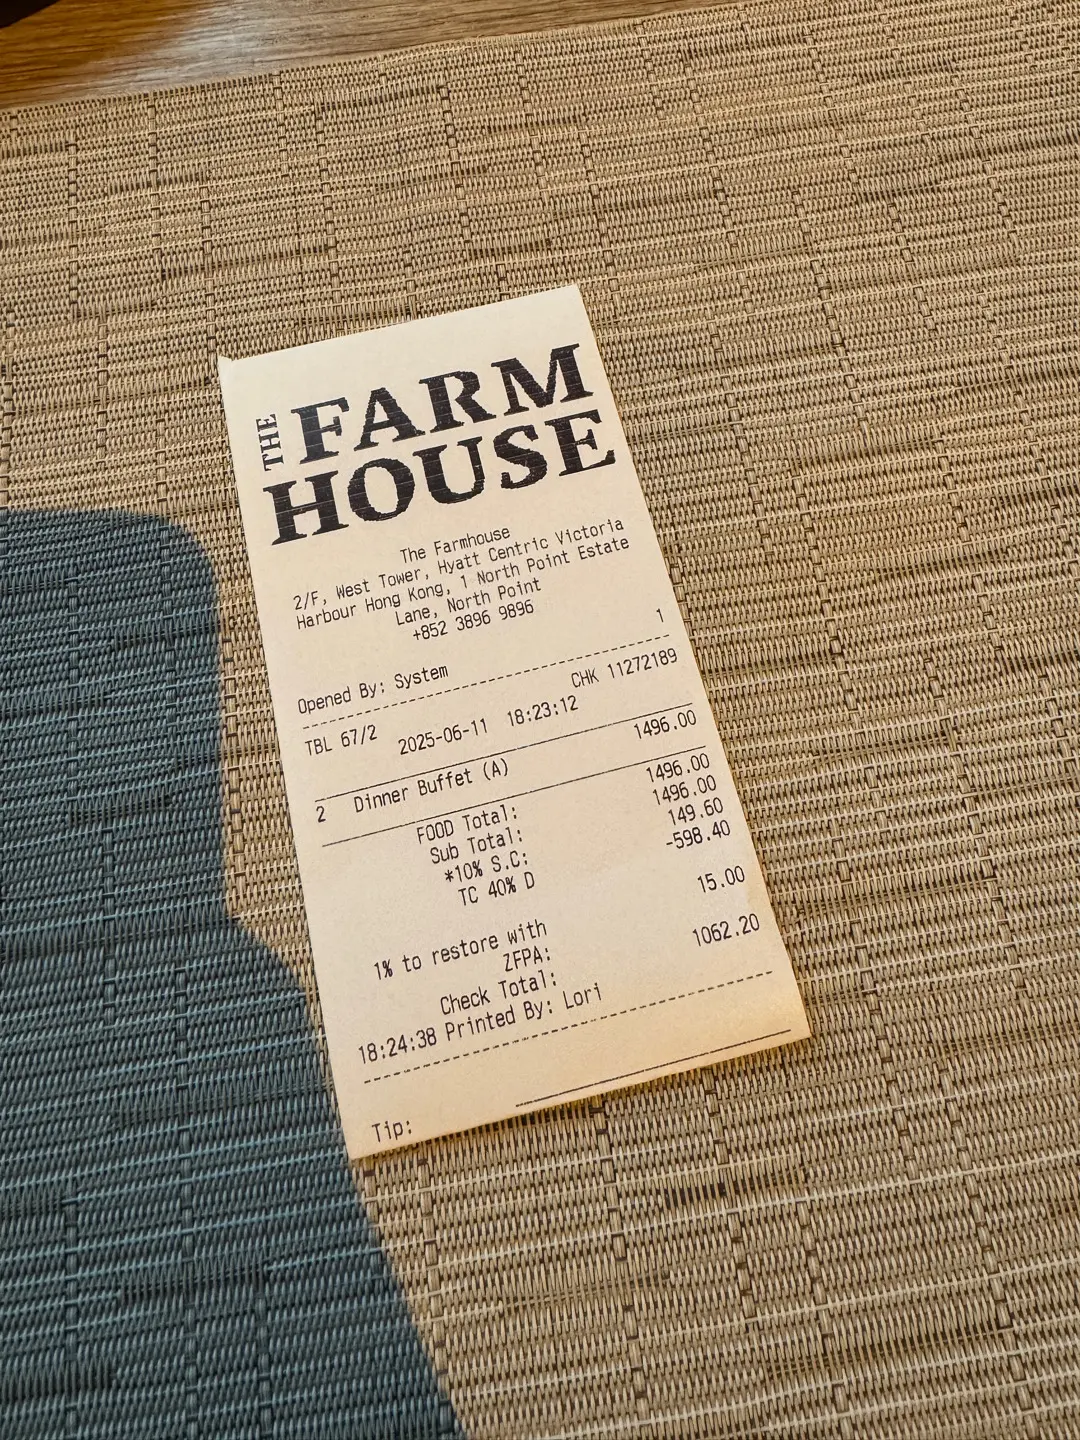 THE FARM
HOUSE
The Farmhouse
2/F, West Tower, Hyatt Centric Victoria
Harbour Hong Kong, 1 North Point Estate
Lane, North Point
+852 3896 9896
1
Opened By: System
CHK 11272189
TBL 67/2 2025-06-11 18:23:12
2 Dinner Buffet (A) 1496.00
FOOD Total: 1496.00
Sub Total: 1496.00
*10% S.C: 149.60
TC 40% D -598.40
1% to restore with
ZFPA: 15.00
Check Total: 1062.20
18:24:38 Printed By: Lori
Tip: